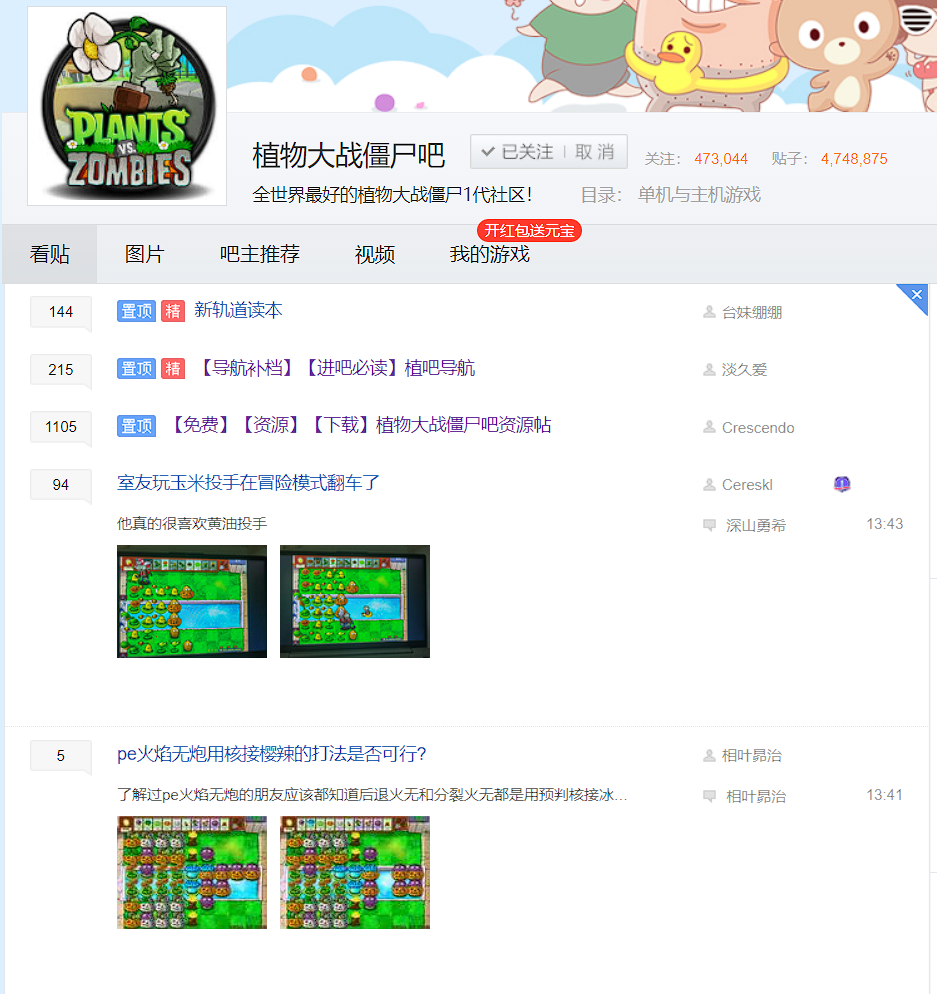 PLANTS
VS.
ZOMBIES
植物大战僵尸吧
已关注 | 取消
关注： 473,044 贴子： 4,748,875
全世界最好的植物大战僵尸1代社区！
目录： 单机与主机游戏
开红包送元宝
看贴 图片 吧主推荐 视频 我的游戏
144 置顶 精 新轨道读本 台妹绷绷
215 置顶 精 【导航补档】【进吧必读】植吧导航 淡久爱
1105 置顶 【免费】【资源】【下载】植物大战僵尸吧资源帖 Crescendo
94 室友玩玉米投手在冒险模式翻车了 Cereskl
他真的很喜欢黄油投手 深山勇希 13:43
5 pe火焰无炮用核接樱辣的打法是否可行? 相叶昴治
了解过pe火焰无炮的朋友应该都知道后退火无和分裂火无都是用预判核接冰... 相叶昴治 13:41